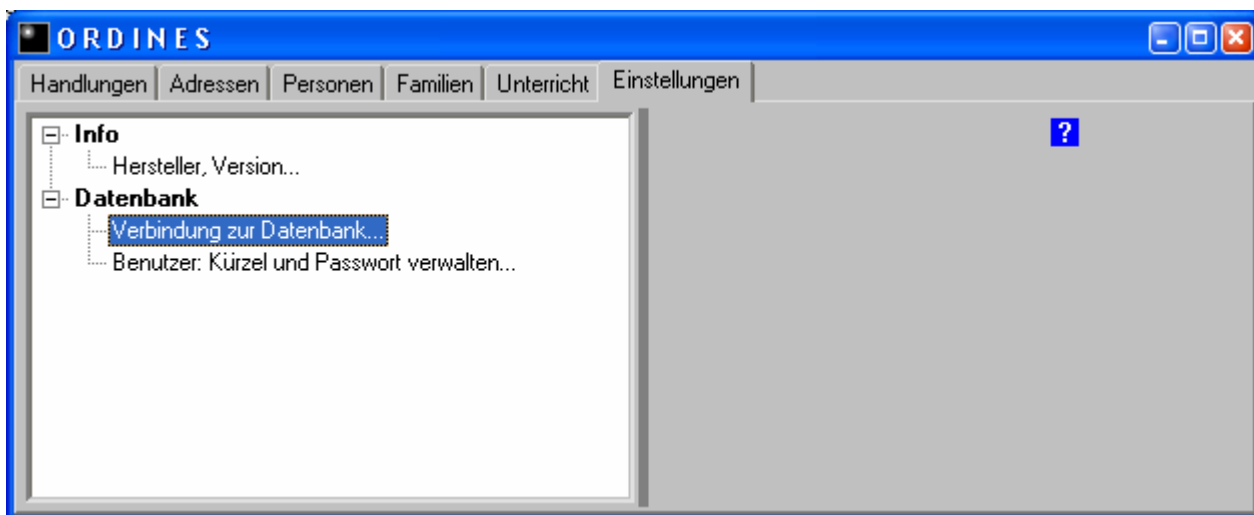 ORDINES
Handlungen Adressen Personen Familien Unterricht Einstellungen
?
Info
Hersteller, Version...
Datenbank
Verbindung zur Datenbank...
Benutzer: Kürzel und Passwort verwalten...